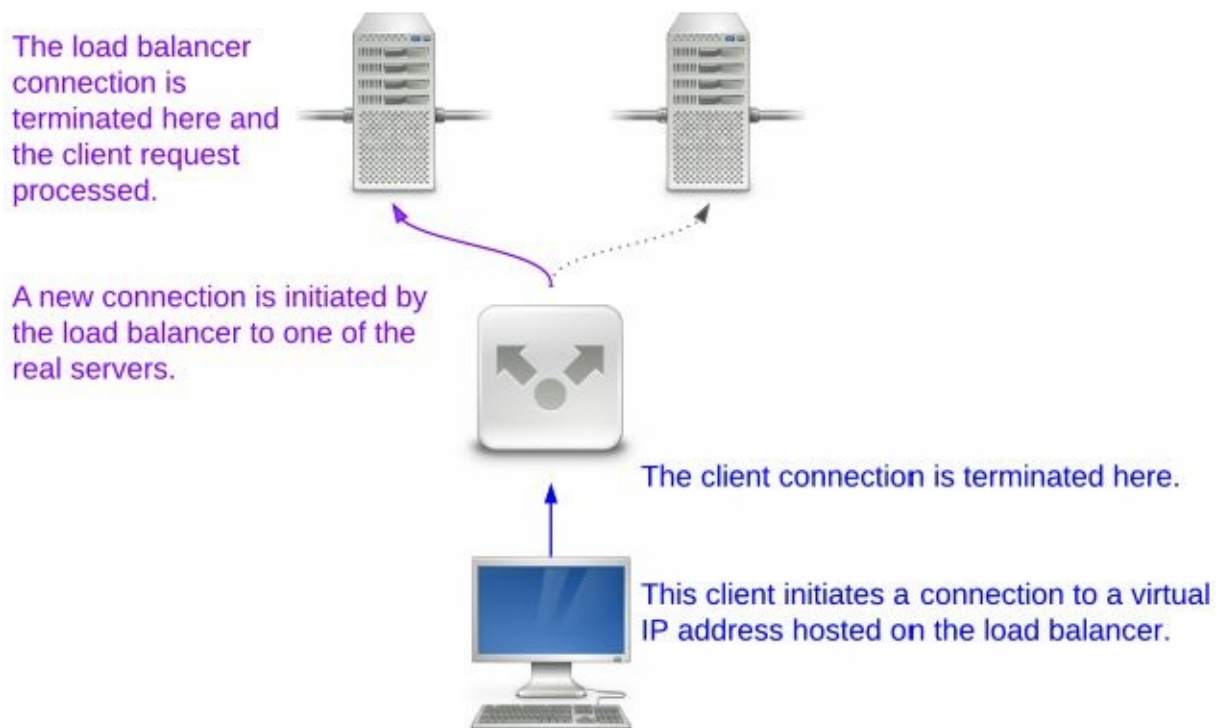 The load balancer
connection is
terminated here and
the client request
processed.
A new connection is initiated by
the load balancer to one of the
real servers.
The client connection is terminated here.
This client initiates a connection to a virtual
IP address hosted on the load balancer.